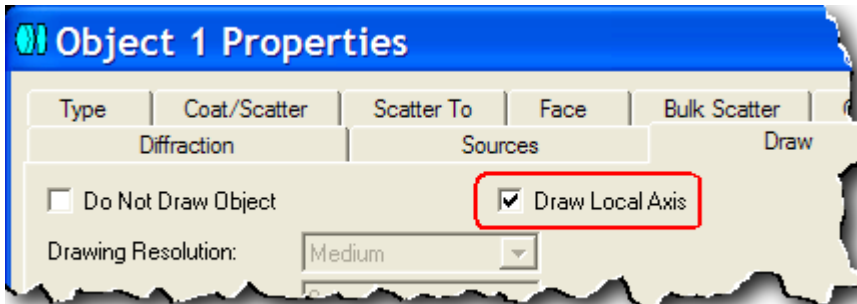 Object 1 Properties
Type Coat/Scatter Scatter To Face Bulk Scatter
Diffraction Sources Draw
Do Not Draw Object Draw Local Axis
Drawing Resolution: Medium